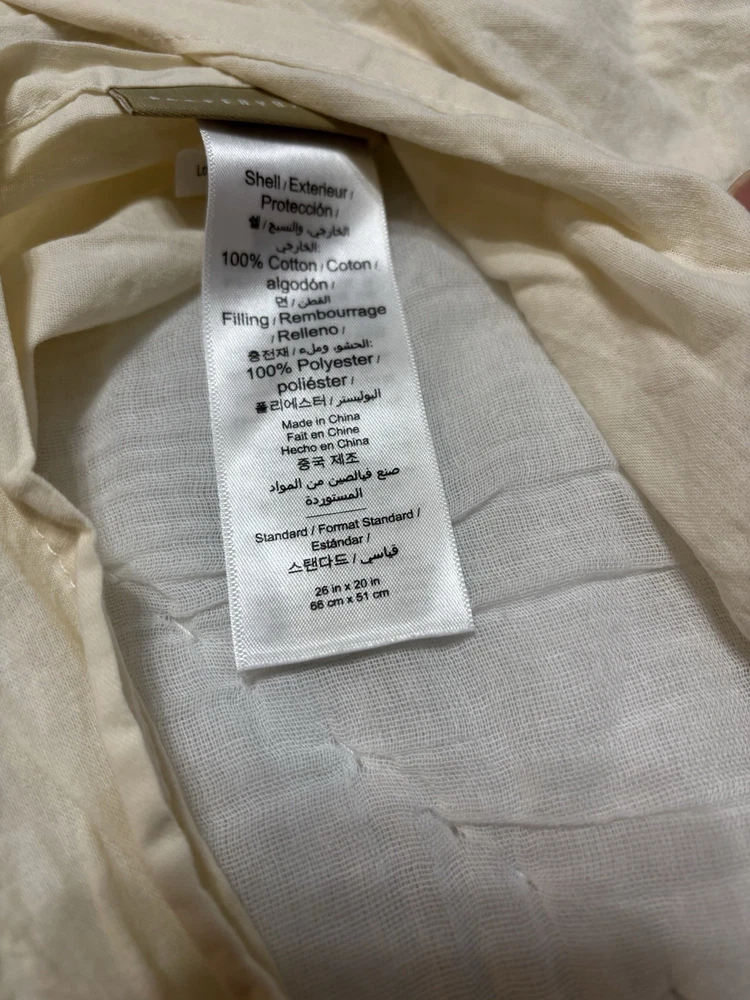 Lo
Shell / Exterieur /
Protección /
쉘 / الخارجي، والنسيج
الخارجي:
100% Cotton / Coton /
algodón /
면 / القطن
Filling / Rembourrage
/ Relleno /
충전재 / الحشو، وملء:
100% Polyester /
poliéster /
폴리에스터 / البوليستر
Made in China
Fait en Chine
Hecho en China
중국 제조
صنع فيالصين من المواد
المستوردة
Standard / Format Standard /
Estándar /
스탠다드 / قياسي
26 in x 20 in
66 cm x 51 cm